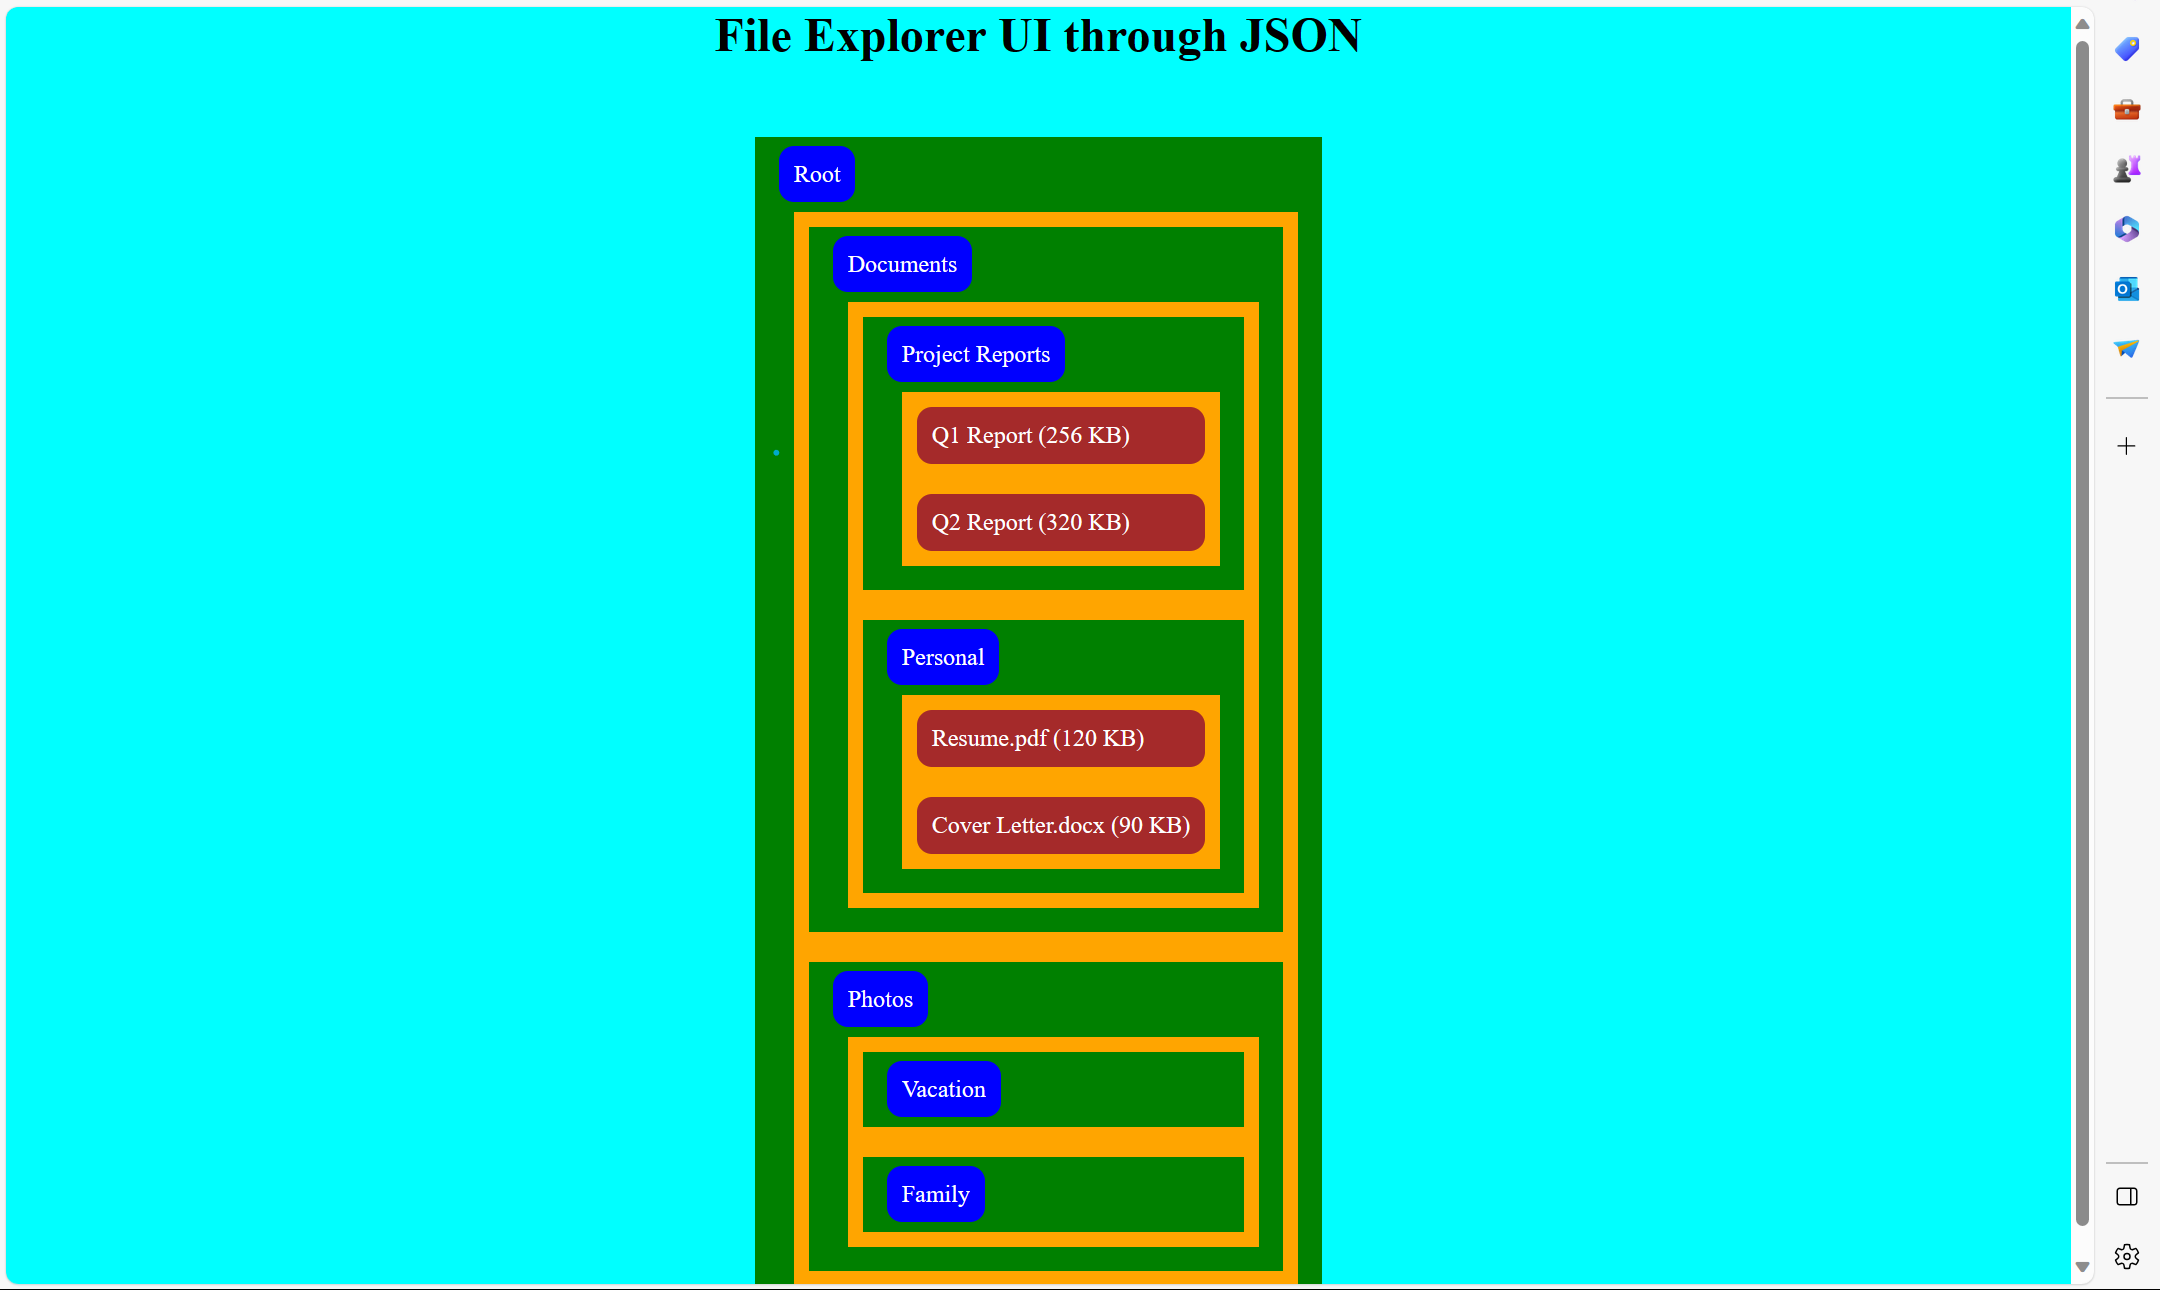 File Explorer UI through JSON
Root
Documents
Project Reports
Q1 Report (256 KB)
Q2 Report (320 KB)
Personal
Resume.pdf (120 KB)
Cover Letter.docx (90 KB)
Photos
Vacation
Family